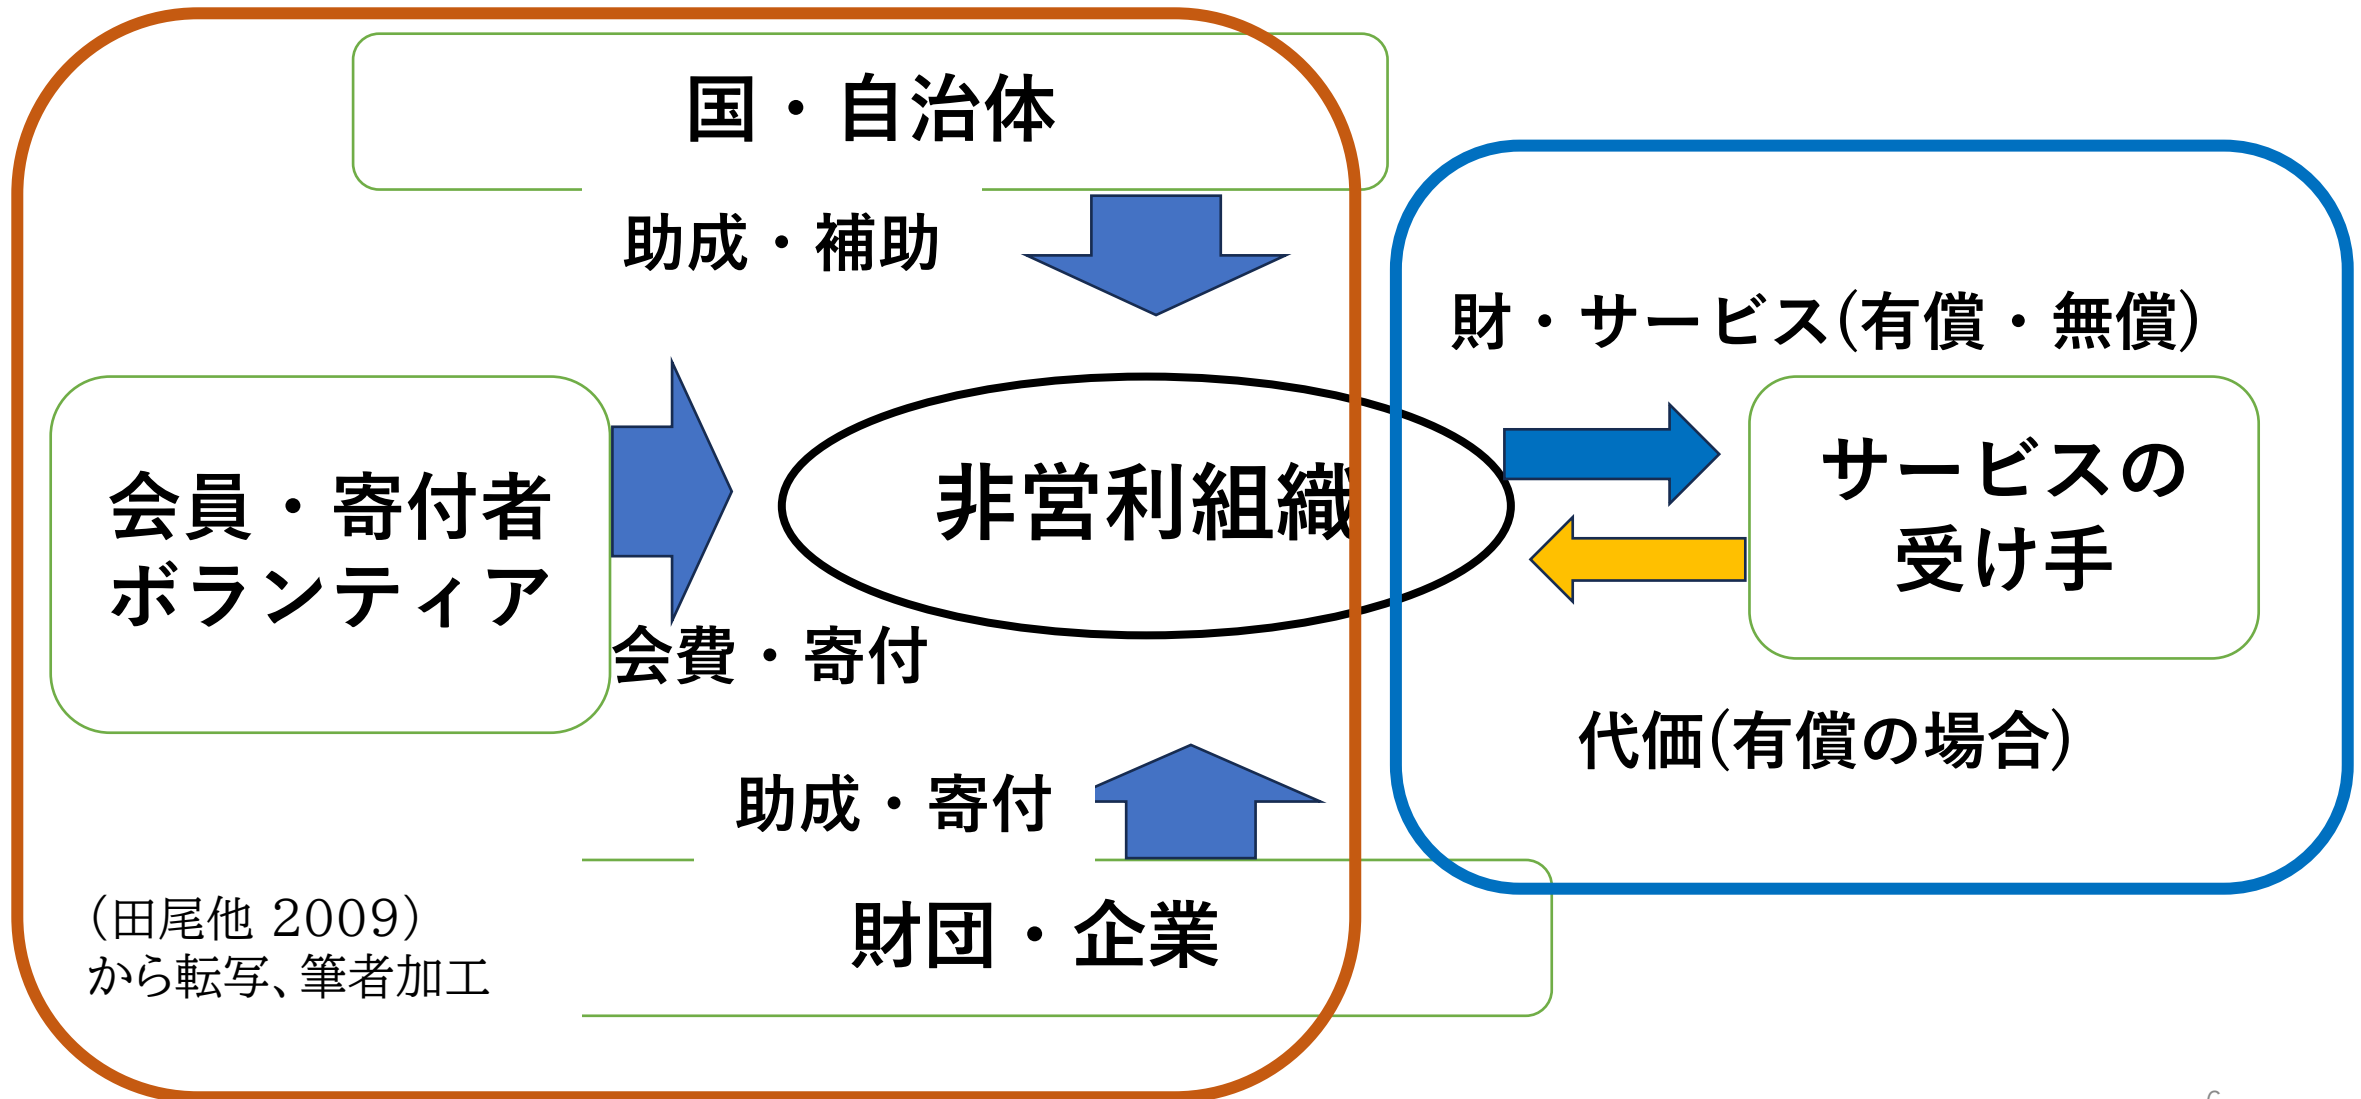 国・自治体
助成・補助
財・サービス(有償・無償)
会員・寄付者
ボランティア
非営利組織
サービスの
受け手
会費・寄付
代価(有償の場合)
助成・寄付
財団・企業
（田尾他 2009）
から転写、筆者加工